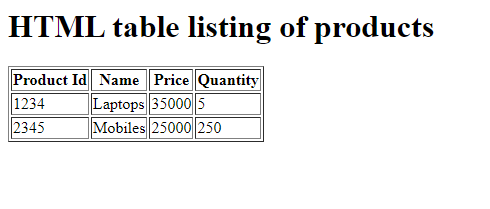 HTML table listing of products
Product Id Name Price Quantity
1234 Laptops 35000 5
2345 Mobiles 25000 250